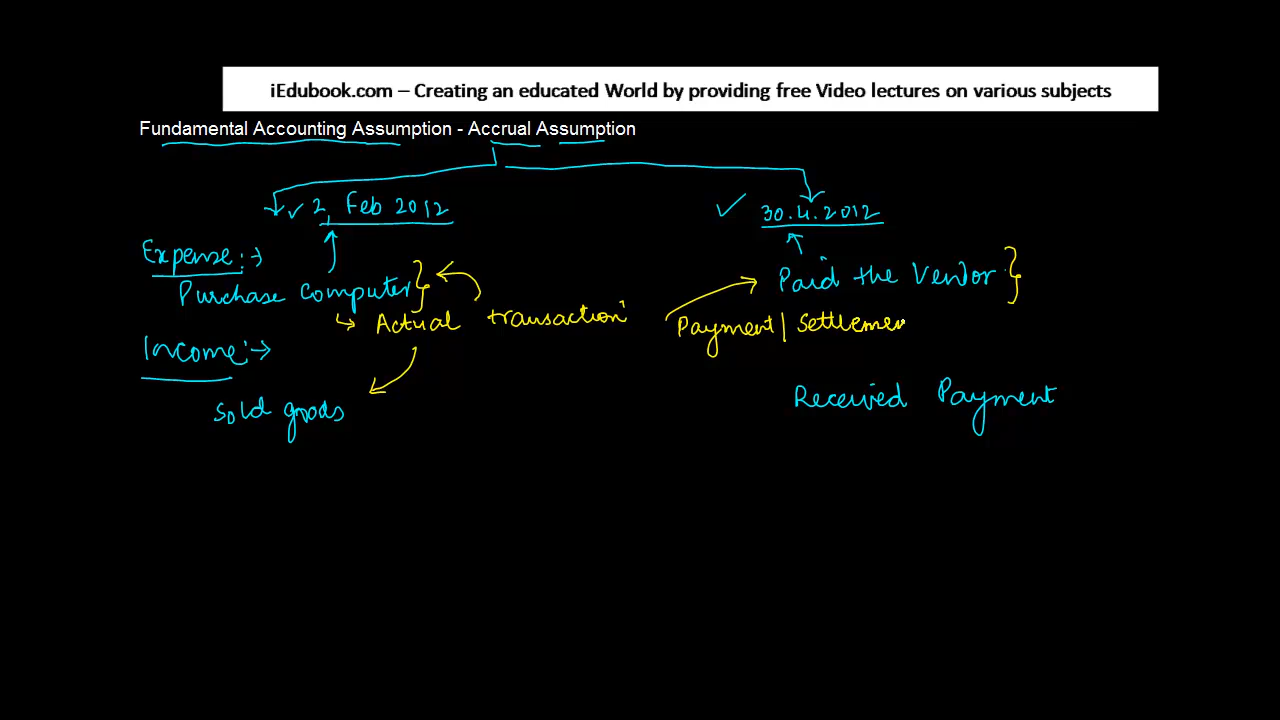 iEdubook.com – Creating an educated World by providing free Video lectures on various subjects
Fundamental Accounting Assumption - Accrual Assumption
2, Feb 2012
30.4.2012
Expense:→
Purchase Computer
Paid the Vendor
Actual transaction
Payment | Settlemen
Income:→
Sold goods
Received Payment